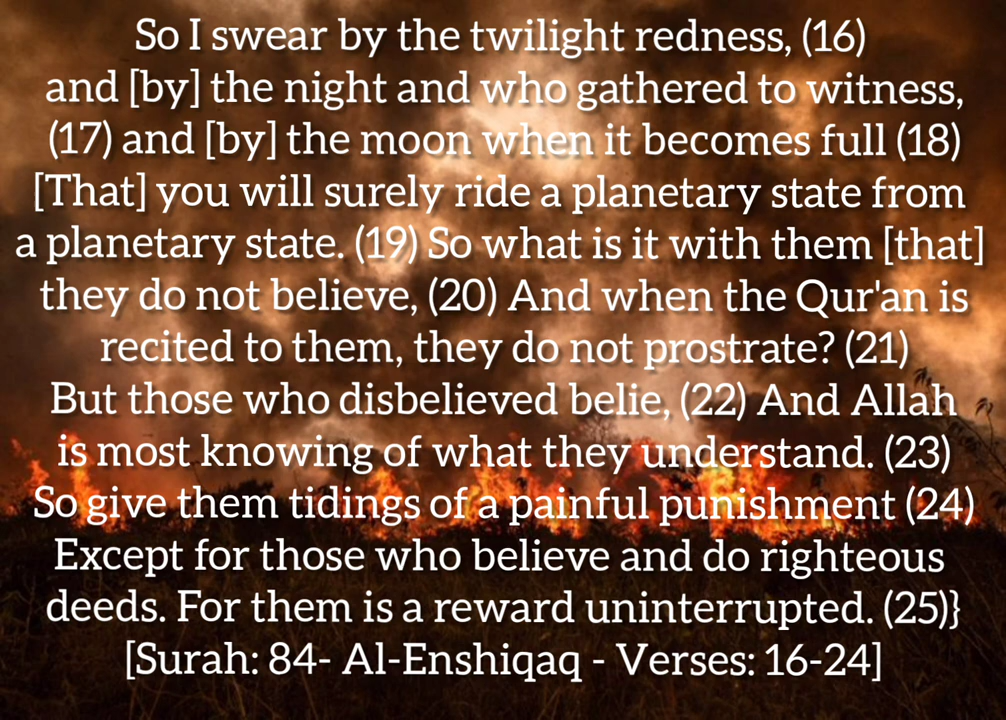 So I swear by the twilight redness, (16)
and [by] the night and who gathered to witness,
(17) and [by] the moon when it becomes full (18)
[That] you will surely ride a planetary state from
a planetary state. (19) So what is it with them [that]
they do not believe, (20) And when the Qur'an is
recited to them, they do not prostrate? (21)
But those who disbelieved belie, (22) And Allah
is most knowing of what they understand. (23)
So give them tidings of a painful punishment (24)
Except for those who believe and do righteous
deeds. For them is a reward uninterrupted. (25)}
[Surah: 84- Al-Enshiqaq - Verses: 16-24]